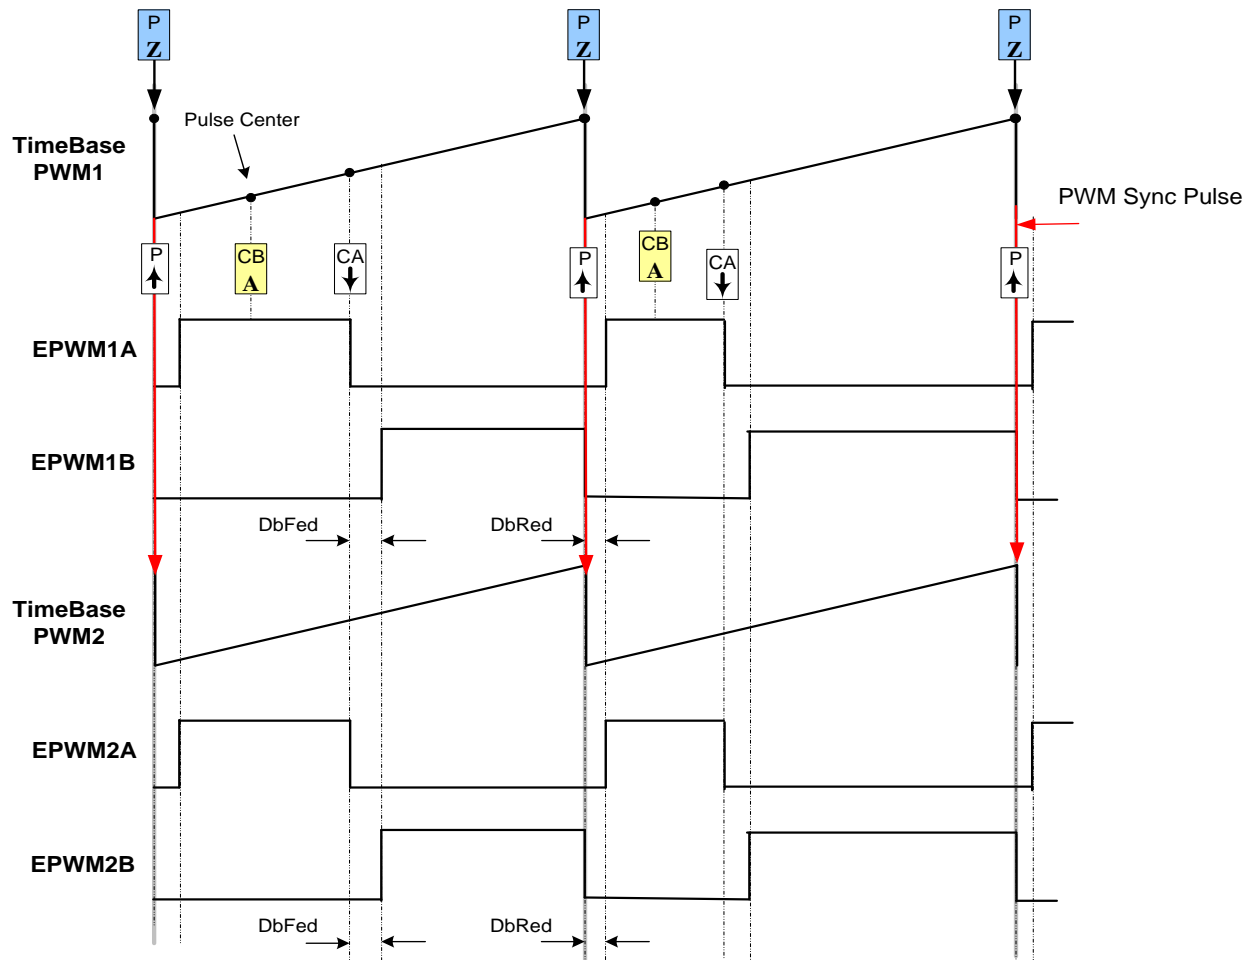 P
Z
P
Z
P
Z
Pulse Center
TimeBase
PWM1
PWM Sync Pulse
P
CB
A
CA
P
CB
A
CA
P
EPWM1A
EPWM1B
DbFed
DbRed
TimeBase
PWM2
EPWM2A
EPWM2B
DbFed
DbRed